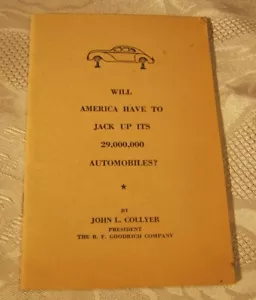 WILL
AMERICA HAVE TO
JACK UP ITS
29,000,000
AUTOMOBILES?
BY
JOHN L. COLLYER
PRESIDENT
THE B. F. GOODRICH COMPANY